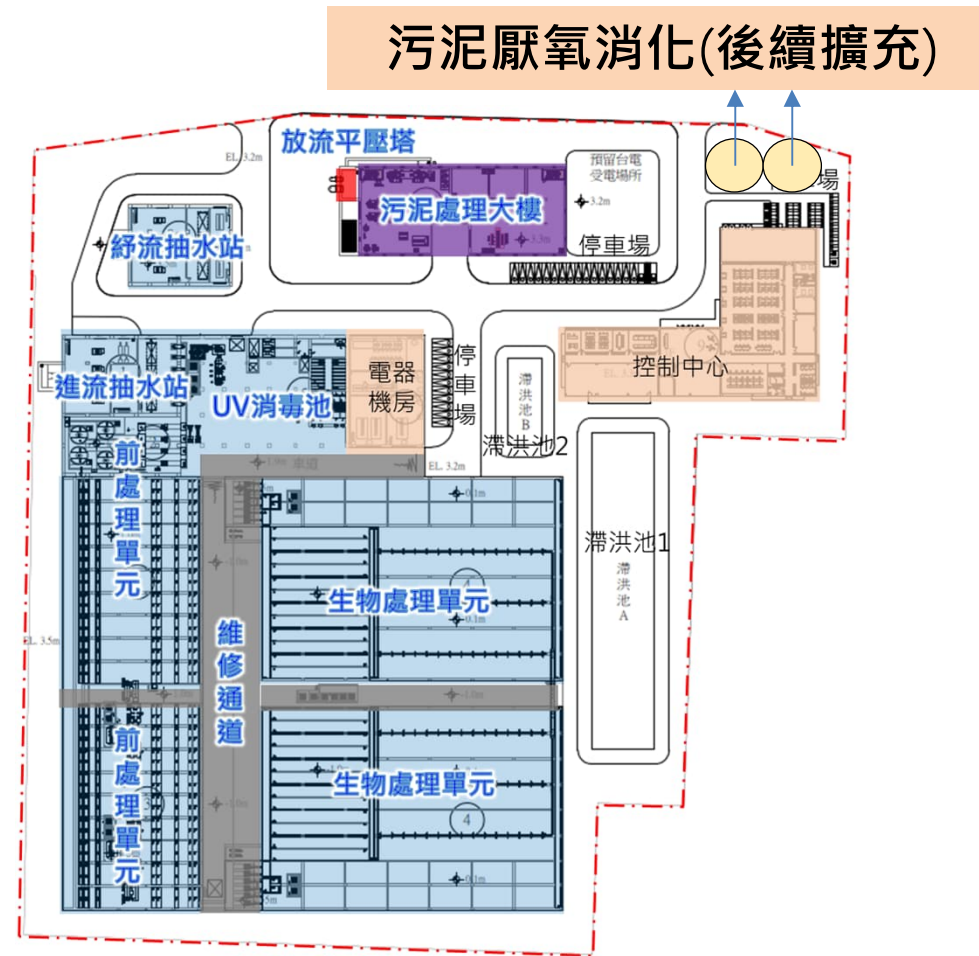 污泥厭氧消化(後續擴充)
放流平壓塔
EL. 3.2m
預留台電
受電場所
3.2m
場
污泥處理大樓
紓流抽水站
停車場
進流抽水站
UV消毒池
電器
機房
停
車
場
控制中心
滯
洪
池
B
滯洪池2
車道
EL. 3.2m
前
處
理
單
元
滯洪池1
滯
洪
池
A
生物處理單元
EL. 3.5m
維
修
通
道
前
處
理
單
元
生物處理單元
4